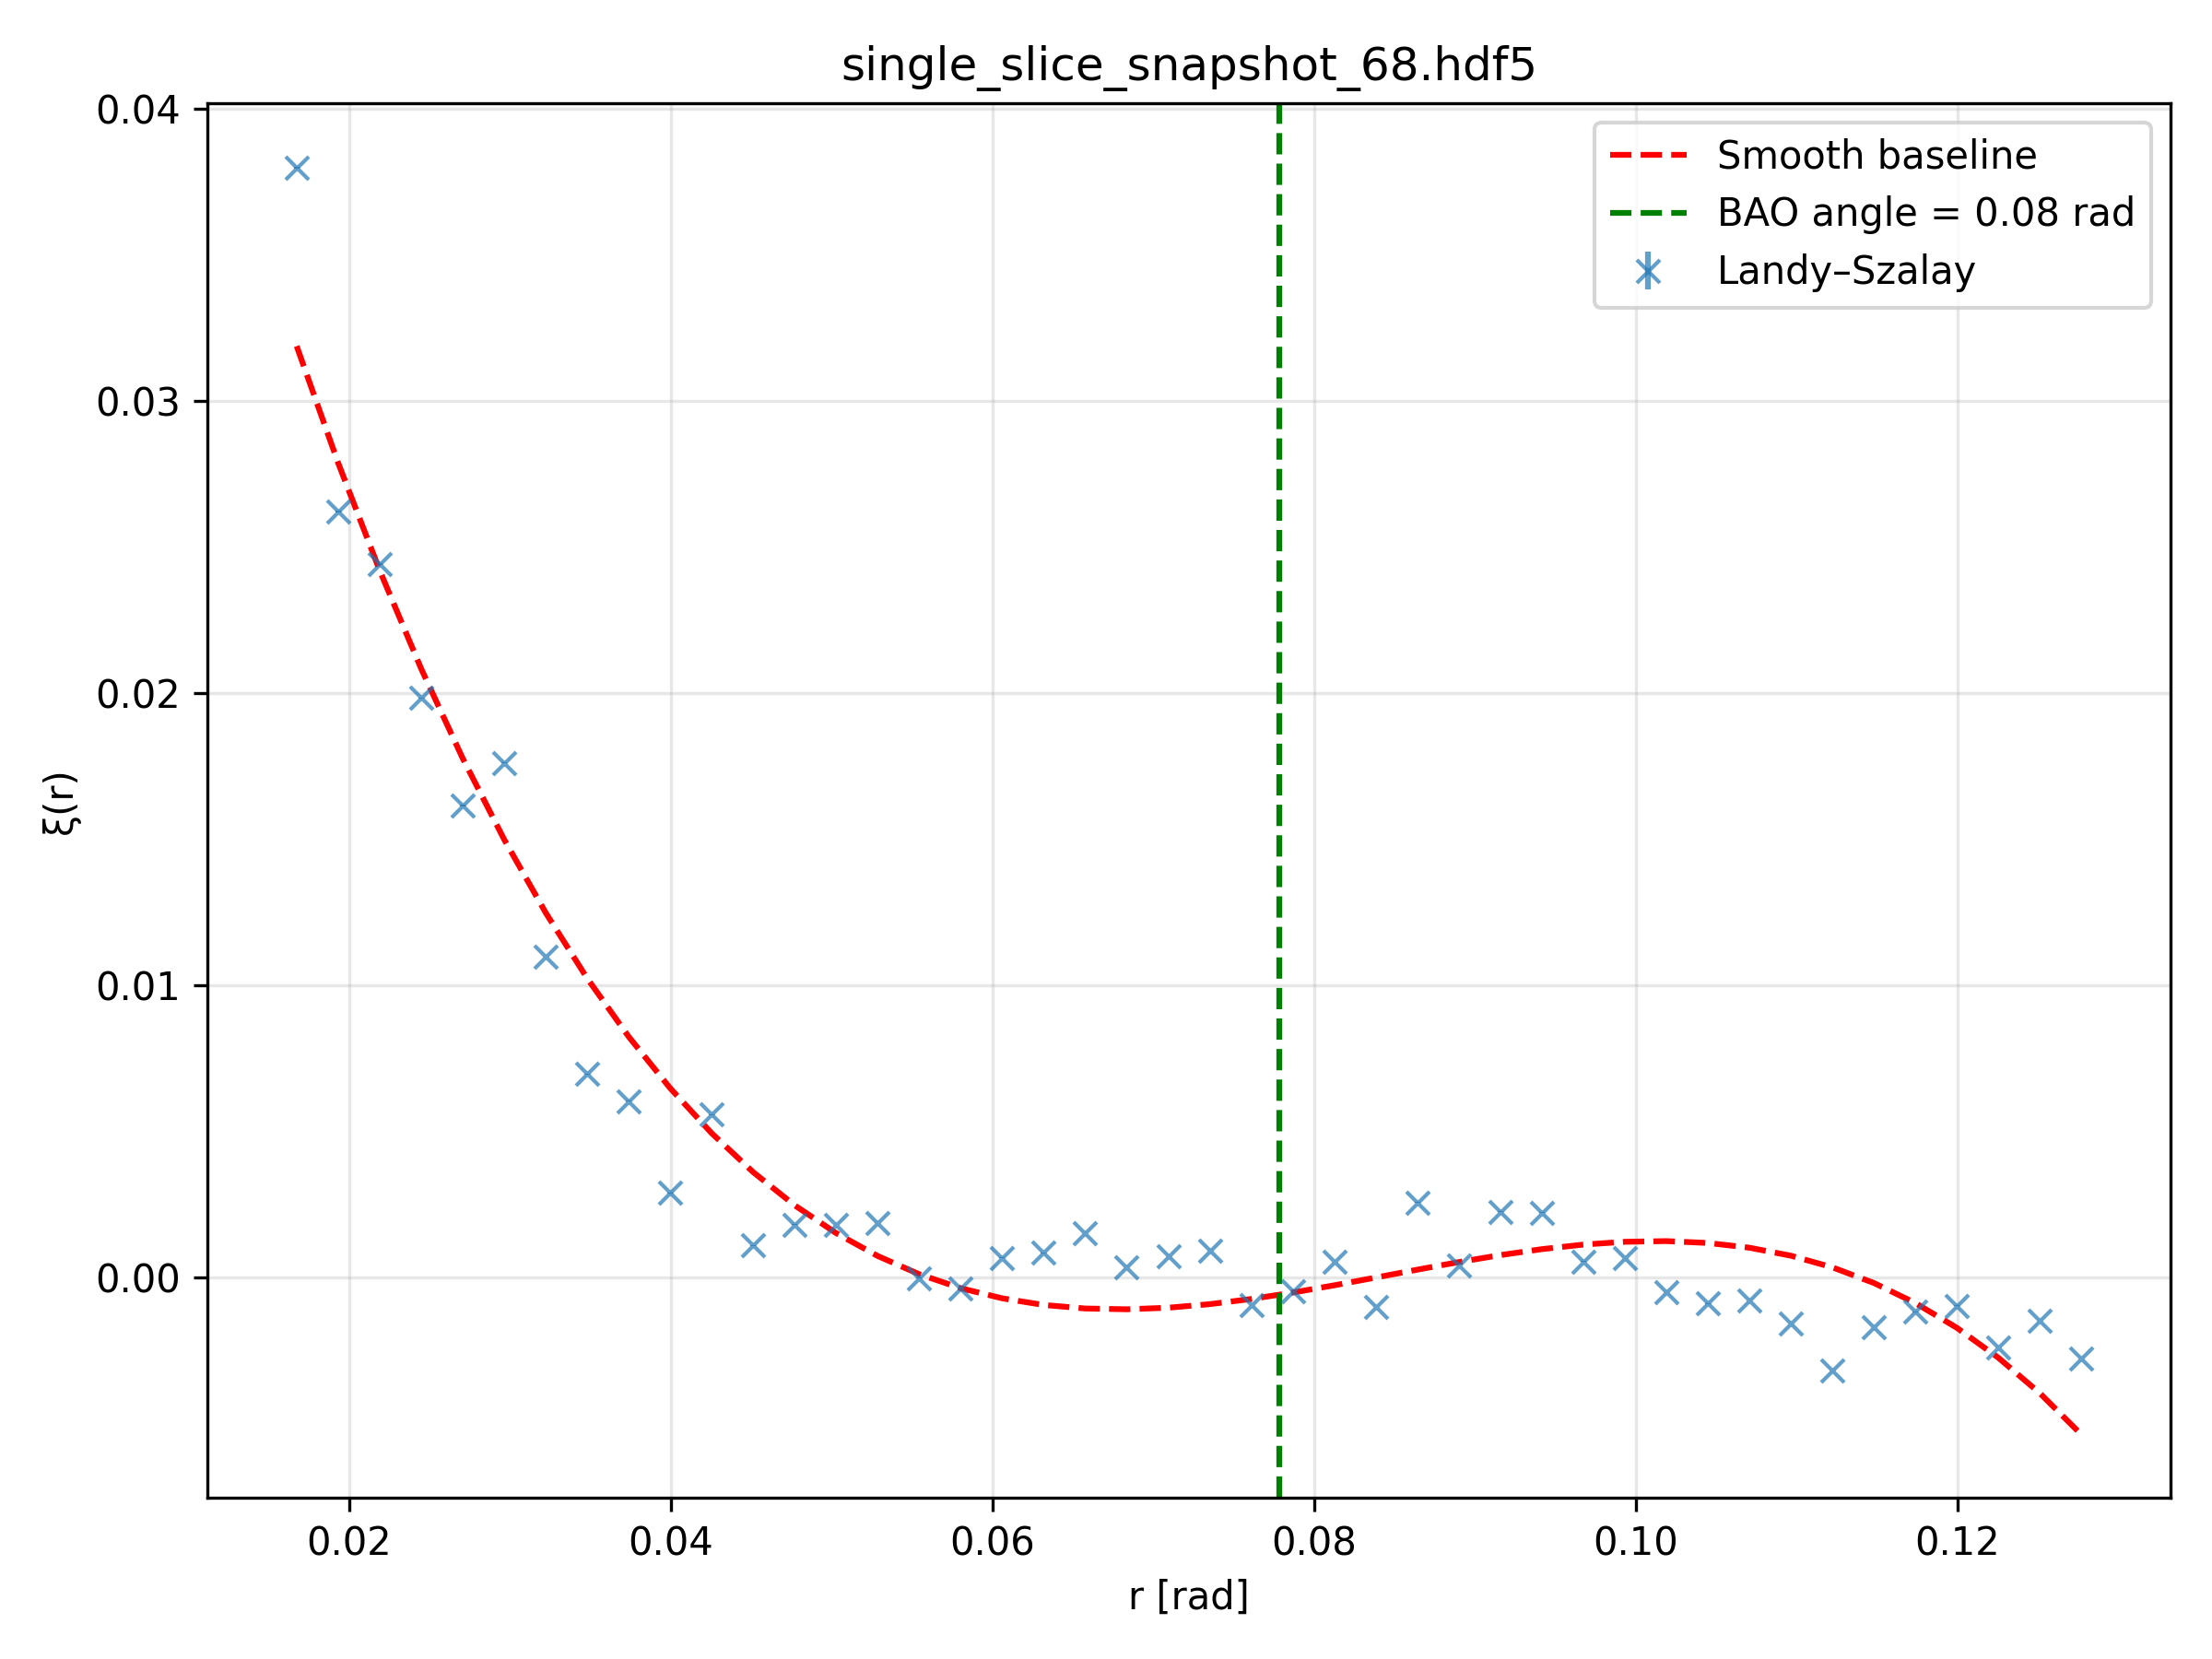 single_slice_snapshot_68.hdf5
0.04
0.03
0.02
0.01
0.00
ξ(r)
Smooth baseline
BAO angle = 0.08 rad
Landy–Szalay
0.02 0.04 0.06 0.08 0.10 0.12
r [rad]